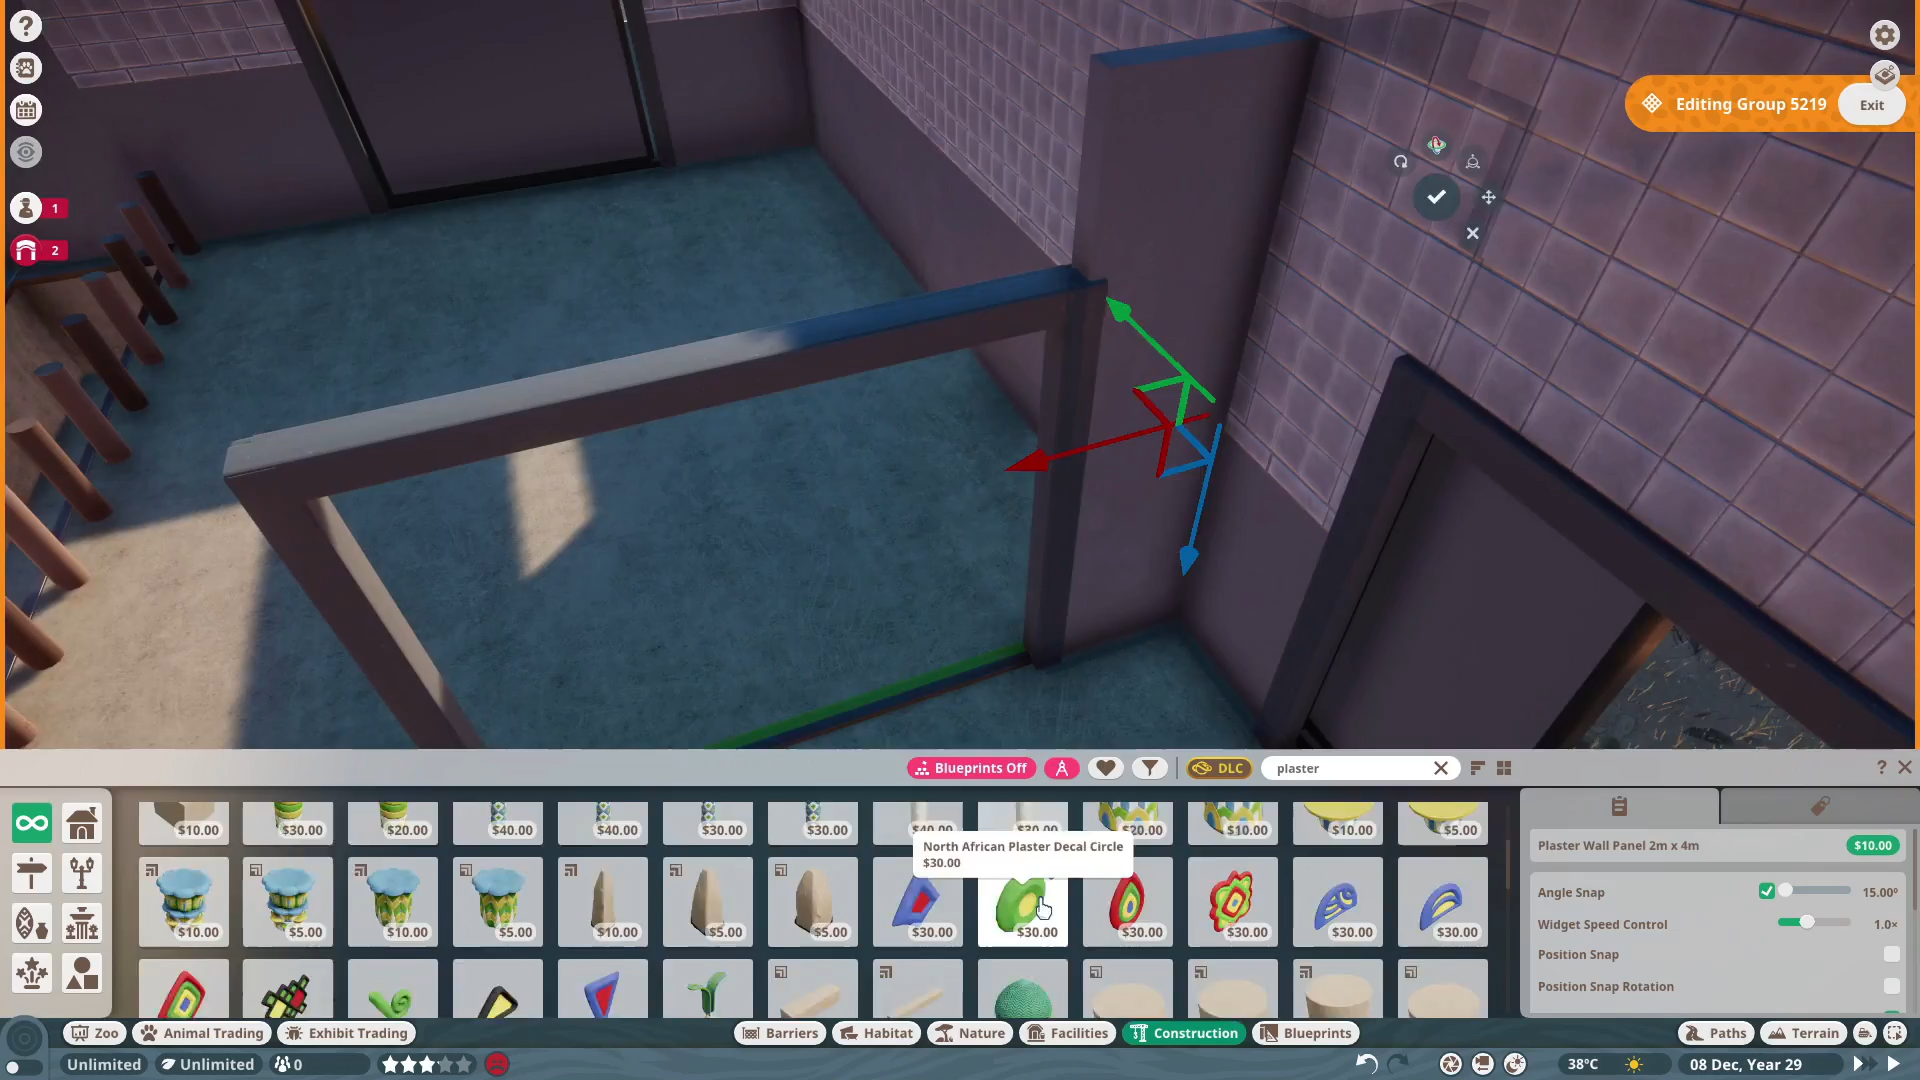 ?
Editing Group 5219
Exit
1
2
Blueprints Off
DLC
plaster
?
$10.00
$30.00
$20.00
$40.00
$40.00
$30.00
$30.00
$40.00
$30.00
$20.00
$10.00
$10.00
$5.00
North African Plaster Decal Circle
$30.00
$10.00
$5.00
$10.00
$5.00
$10.00
$5.00
$5.00
$30.00
$30.00
$30.00
$30.00
$30.00
$30.00
Plaster Wall Panel 2m x 4m
$10.00
Angle Snap
15.00°
Widget Speed Control
1.0×
Position Snap
Position Snap Rotation
Zoo
Animal Trading
Exhibit Trading
Barriers
Habitat
Nature
Facilities
Construction
Blueprints
Paths
Terrain
Unlimited
Unlimited
0
38°C
08 Dec, Year 29